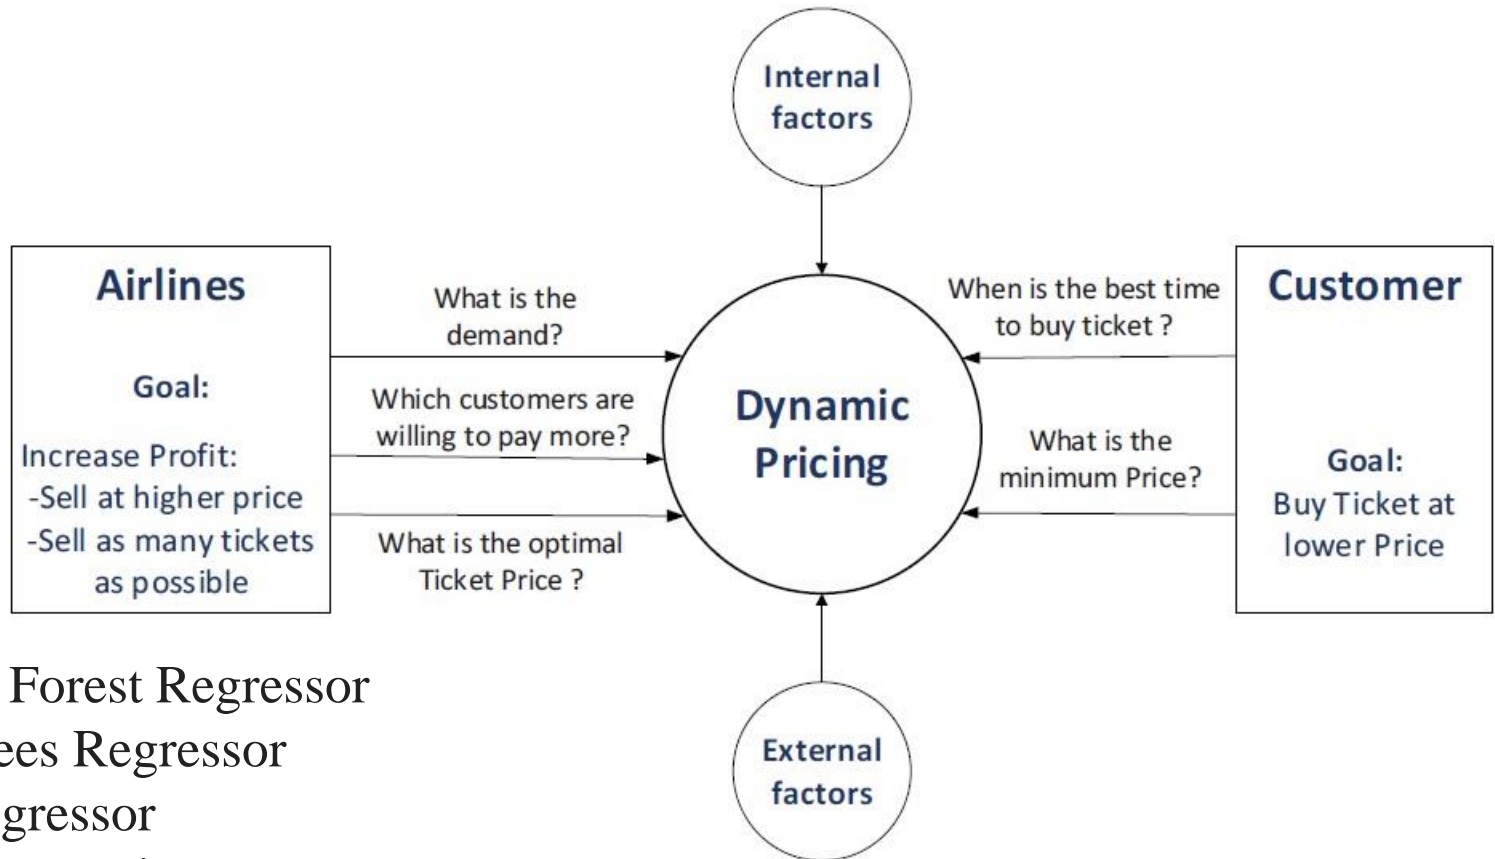 Internal
factors
Airlines
Goal:
Increase Profit:
-Sell at higher price
-Sell as many tickets
as possible
What is the
demand?
Which customers are
willing to pay more?
What is the optimal
Ticket Price ?
Dynamic
Pricing
When is the best time
to buy ticket ?
What is the
minimum Price?
Customer
Goal:
Buy Ticket at
lower Price
External
factors
Forest Regressor
Regressor